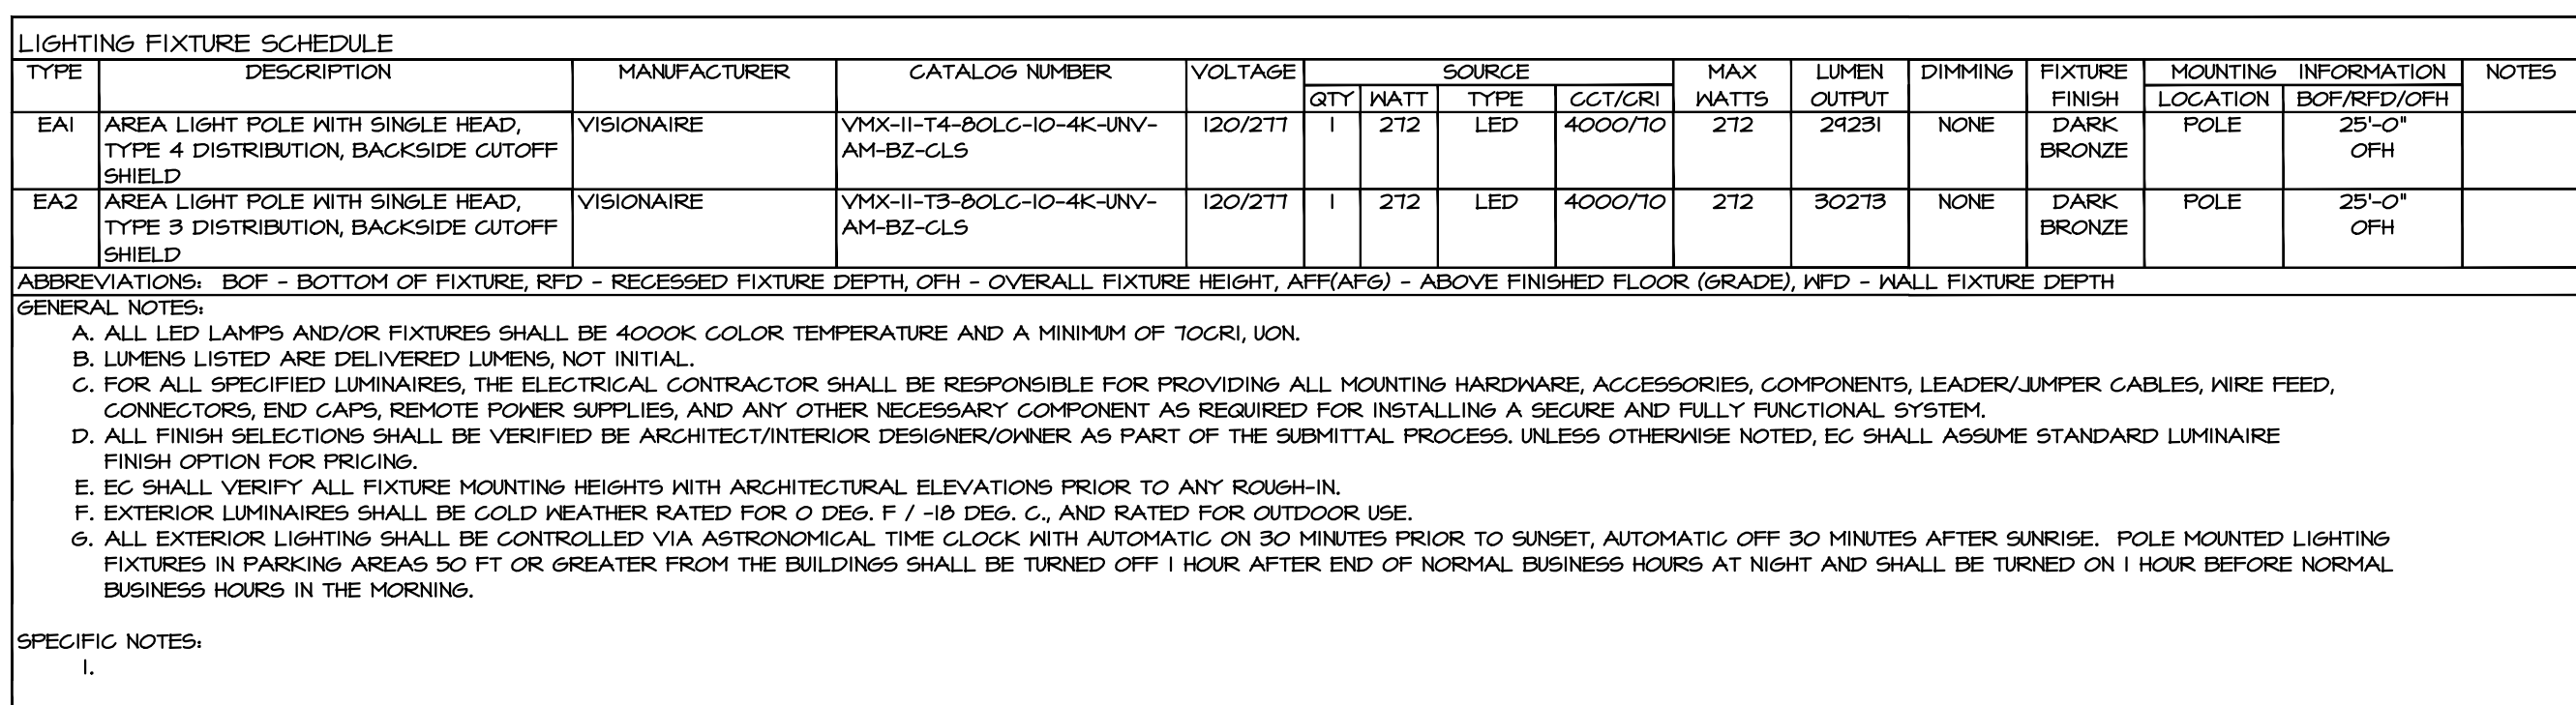 LIGHTING FIXTURE SCHEDULE
TYPE DESCRIPTION MANUFACTURER CATALOG NUMBER VOLTAGE SOURCE MAX LUMEN DIMMING FIXTURE MOUNTING INFORMATION NOTES
QTY WATT TYPE CCT/CRI WATTS OUTPUT FINISH LOCATION BOF/RFD/OFH
EA1 AREA LIGHT POLE WITH SINGLE HEAD, VISIONAIRE VMX-II-T4-80LC-10-4K-UNV- 120/277 1 272 LED 4000/70 272 29231 NONE DARK POLE 25'-0"
TYPE 4 DISTRIBUTION, BACKSIDE CUTOFF AM-BZ-CLS BRONZE OFH
SHIELD
EA2 AREA LIGHT POLE WITH SINGLE HEAD, VISIONAIRE VMX-II-T3-80LC-10-4K-UNV- 120/277 1 272 LED 4000/70 272 30273 NONE DARK POLE 25'-0"
TYPE 3 DISTRIBUTION, BACKSIDE CUTOFF AM-BZ-CLS BRONZE OFH
SHIELD
ABBREVIATIONS: BOF - BOTTOM OF FIXTURE, RFD - RECESSED FIXTURE DEPTH, OFH - OVERALL FIXTURE HEIGHT, AFF(AFG) - ABOVE FINISHED FLOOR (GRADE), WFD - WALL FIXTURE DEPTH
GENERAL NOTES:
A. ALL LED LAMPS AND/OR FIXTURES SHALL BE 4000K COLOR TEMPERATURE AND A MINIMUM OF 70CRI, UON.
B. LUMENS LISTED ARE DELIVERED LUMENS, NOT INITIAL.
C. FOR ALL SPECIFIED LUMINAIRES, THE ELECTRICAL CONTRACTOR SHALL BE RESPONSIBLE FOR PROVIDING ALL MOUNTING HARDWARE, ACCESSORIES, COMPONENTS, LEADER/JUMPER CABLES, WIRE FEED,
CONNECTORS, END CAPS, REMOTE POWER SUPPLIES, AND ANY OTHER NECESSARY COMPONENT AS REQUIRED FOR INSTALLING A SECURE AND FULLY FUNCTIONAL SYSTEM.
D. ALL FINISH SELECTIONS SHALL BE VERIFIED BE ARCHITECT/INTERIOR DESIGNER/OWNER AS PART OF THE SUBMITTAL PROCESS. UNLESS OTHERWISE NOTED, EC SHALL ASSUME STANDARD LUMINAIRE
FINISH OPTION FOR PRICING.
E. EC SHALL VERIFY ALL FIXTURE MOUNTING HEIGHTS WITH ARCHITECTURAL ELEVATIONS PRIOR TO ANY ROUGH-IN.
F. EXTERIOR LUMINAIRES SHALL BE COLD WEATHER RATED FOR 0 DEG. F / -18 DEG. C., AND RATED FOR OUTDOOR USE.
G. ALL EXTERIOR LIGHTING SHALL BE CONTROLLED VIA ASTRONOMICAL TIME CLOCK WITH AUTOMATIC ON 30 MINUTES PRIOR TO SUNSET, AUTOMATIC OFF 30 MINUTES AFTER SUNRISE. POLE MOUNTED LIGHTING
FIXTURES IN PARKING AREAS 50 FT OR GREATER FROM THE BUILDINGS SHALL BE TURNED OFF 1 HOUR AFTER END OF NORMAL BUSINESS HOURS AT NIGHT AND SHALL BE TURNED ON 1 HOUR BEFORE NORMAL
BUSINESS HOURS IN THE MORNING.
SPECIFIC NOTES:
1.